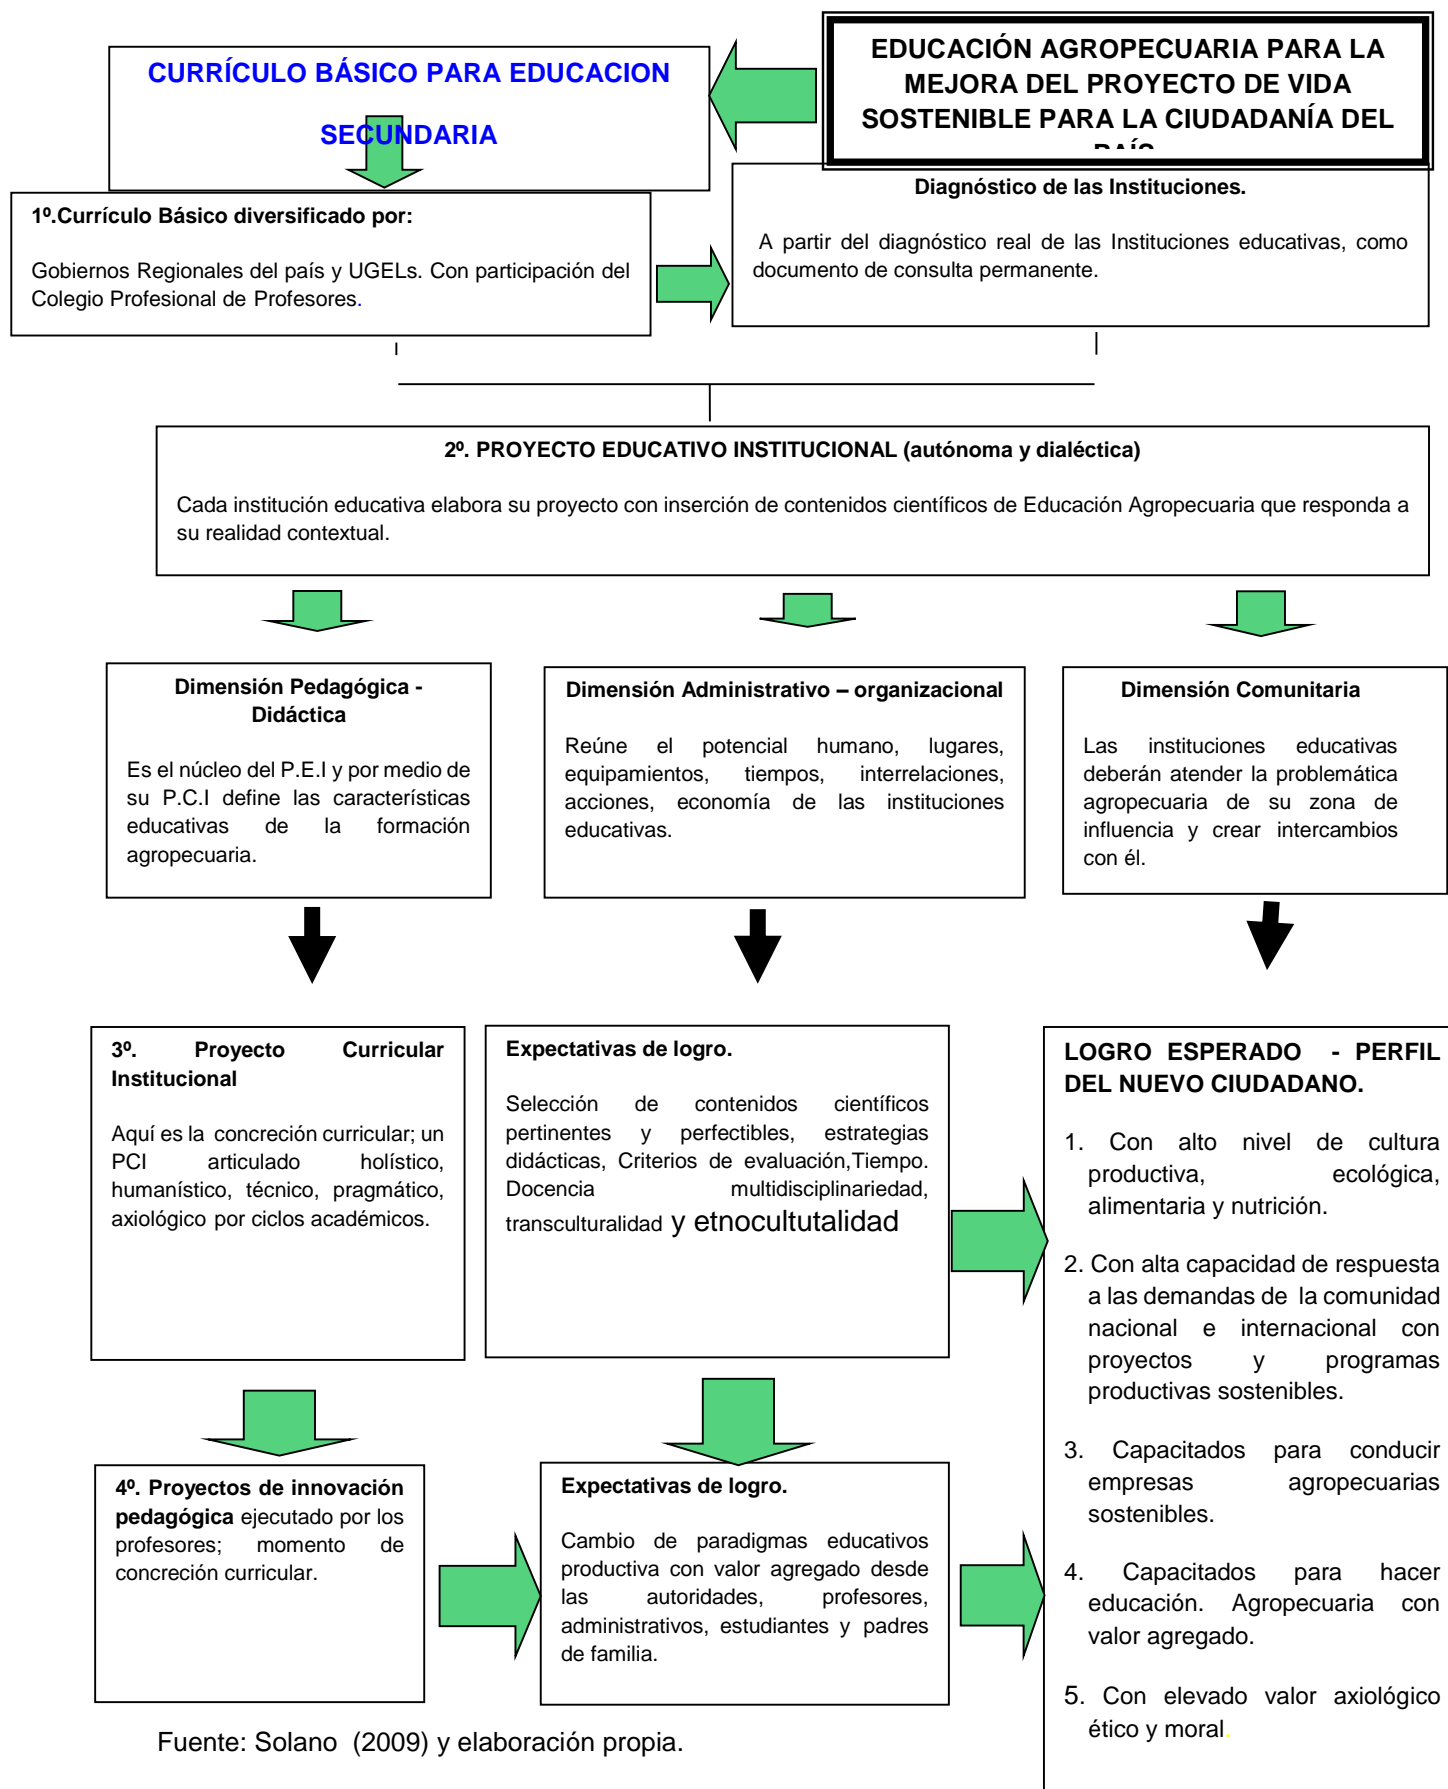 CURRÍCULO BÁSICO PARA EDUCACION
SECUNDARIA
EDUCACIÓN AGROPECUARIA PARA LA
MEJORA DEL PROYECTO DE VIDA
SOSTENIBLE PARA LA CIUDADANÍA DEL
PAÍS
1º.Currículo Básico diversificado por:
Gobiernos Regionales del país y UGELs. Con participación del
Colegio Profesional de Profesores.
Diagnóstico de las Instituciones.
A partir del diagnóstico real de las Instituciones educativas, como
documento de consulta permanente.
2º. PROYECTO EDUCATIVO INSTITUCIONAL (autónoma y dialéctica)
Cada institución educativa elabora su proyecto con inserción de contenidos científicos de Educación Agropecuaria que responda a
su realidad contextual.
Dimensión Pedagógica -
Didáctica
Es el núcleo del P.E.I y por medio de
su P.C.I define las características
educativas de la formación
agropecuaria.
Dimensión Administrativo – organizacional
Reúne el potencial humano, lugares,
equipamientos, tiempos, interrelaciones,
acciones, economía de las instituciones
educativas.
Dimensión Comunitaria
Las instituciones educativas
deberán atender la problemática
agropecuaria de su zona de
influencia y crear intercambios
con él.
3º. Proyecto Curricular
Institucional
Aquí es la concreción curricular; un
PCI articulado holístico,
humanístico, técnico, pragmático,
axiológico por ciclos académicos.
Expectativas de logro.
Selección de contenidos científicos
pertinentes y perfectibles, estrategias
didácticas, Criterios de evaluación,Tiempo.
Docencia multidisciplinariedad,
transculturalidad y etnocultutalidad
LOGRO ESPERADO - PERFIL
DEL NUEVO CIUDADANO.
1. Con alto nivel de cultura
productiva, ecológica,
alimentaria y nutrición.
2. Con alta capacidad de respuesta
a las demandas de la comunidad
nacional e internacional con
proyectos y programas
productivas sostenibles.
3. Capacitados para conducir
empresas agropecuarias
sostenibles.
4. Capacitados para hacer
educación. Agropecuaria con
valor agregado.
5. Con elevado valor axiológico
ético y moral.
4º. Proyectos de innovación
pedagógica ejecutado por los
profesores; momento de
concreción curricular.
Expectativas de logro.
Cambio de paradigmas educativos
productiva con valor agregado desde
las autoridades, profesores,
administrativos, estudiantes y padres
de familia.
Fuente: Solano (2009) y elaboración propia.